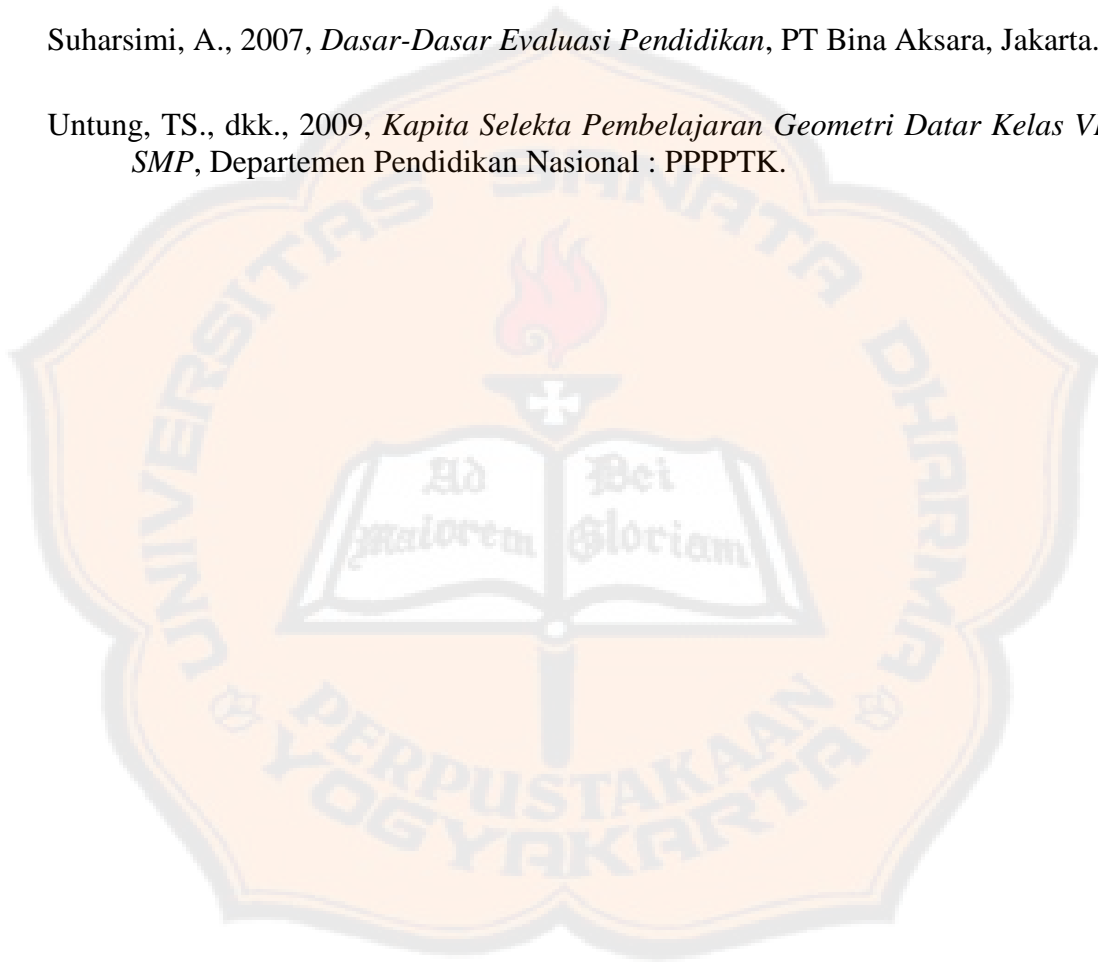 Suharsimi, A., 2007, Dasar-Dasar Evaluasi Pendidikan, PT Bina Aksara, Jakarta.
Untung, TS., dkk., 2009, Kapita Selekta Pembelajaran Geometri Datar Kelas
SMP, Departemen Pendidikan Nasional : PPPPTK.
UNIVERSITAS SANATA DHARMA
Ad Dei
Maiorem Gloriam
PERPUSTAKAAN
YOGYAKARTA